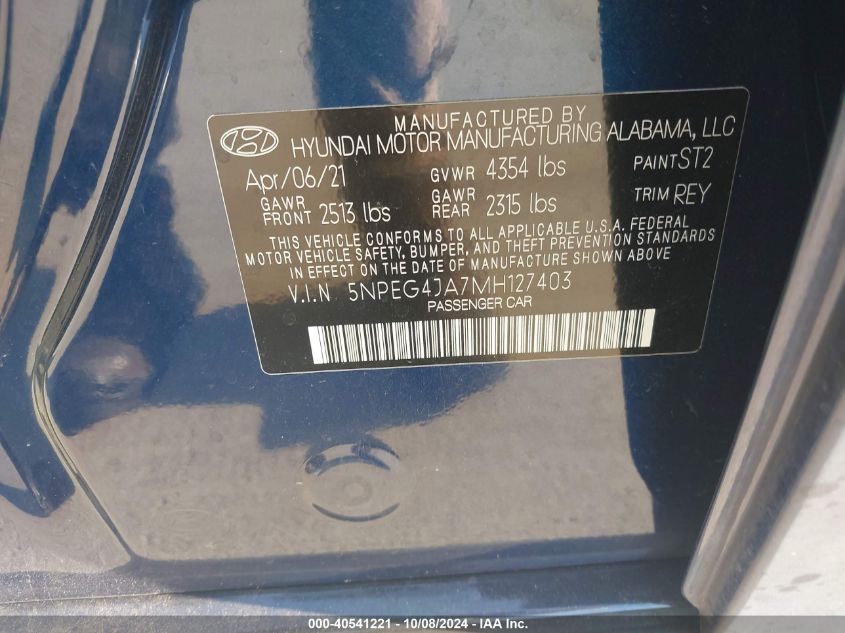 MANUFACTURED BY
HYUNDAI MOTOR MANUFACTURING ALABAMA, LLC
Apr/06/21 GVWR 4354 lbs PAINT ST2
GAWR FRONT 2513 lbs GAWR REAR 2315 lbs TRIM REY
THIS VEHICLE CONFORMS TO ALL APPLICABLE U.S.A. FEDERAL
MOTOR VEHICLE SAFETY, BUMPER, AND THEFT PREVENTION STANDARDS
IN EFFECT ON THE DATE OF MANUFACTURE SHOWN ABOVE
V.I.N 5NPEG4JA7MH127403
PASSENGER CAR
000-40541221 - 10/08/2024 - IAA Inc.